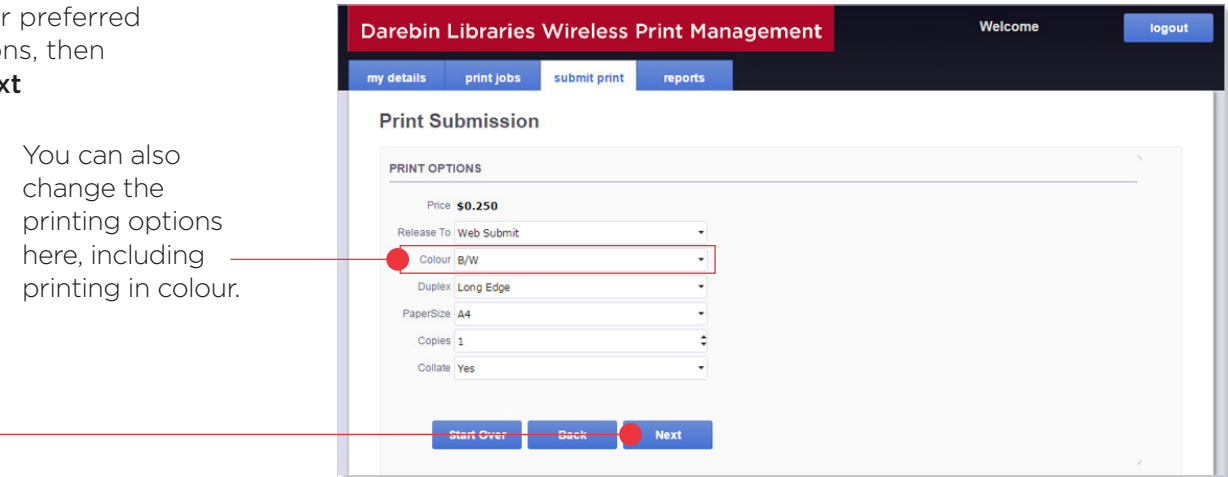 r preferred
ns, then
xt
You can also
change the
printing options
here, including
printing in colour.
Darebin Libraries Wireless Print Management
Welcome
logout
my details print jobs submit print reports
Print Submission
PRINT OPTIONS
Price $0.250
Release To Web Submit
Colour B/W
Duplex Long Edge
PaperSize A4
Copies 1
Collate Yes
Start Over Back Next